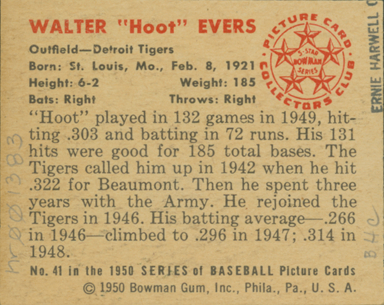 WALTER "Hoot" EVERS
Outfield—Detroit Tigers
Born: St. Louis, Mo., Feb. 8, 1921
Height: 6-2 Weight: 185
Bats: Right Throws: Right
PICTURE CARD
5-STAR
BOWMAN
SERIES
COLLECTORS CLUB
"Hoot" played in 132 games in 1949, hit-
ting .303 and batting in 72 runs. His 131
hits were good for 185 total bases. The
Tigers called him up in 1942 when he hit
.322 for Beaumont. Then he spent three
years with the Army. He rejoined the
Tigers in 1946. His batting average—.266
in 1946—climbed to .296 in 1947; .314 in
1948.
No. 41 in the 1950 SERIES of BASEBALL Picture Cards
© 1950 Bowman Gum, Inc., Phila., Pa., U. S. A.
ERNIE HARWELL
BHC